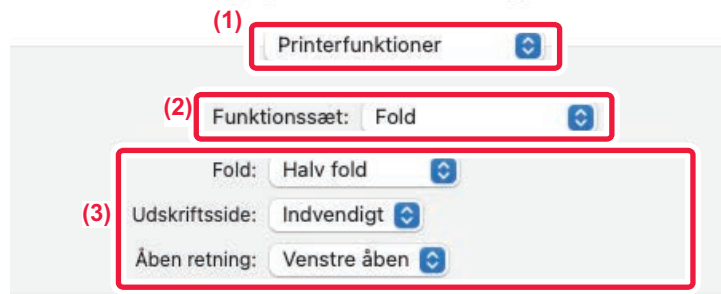 (1)
Printerfunktioner
(2) Funktionssæt: Fold
Fold: Halv fold
(3) Udskriftsside: Indvendigt
Åben retning: Venstre åben